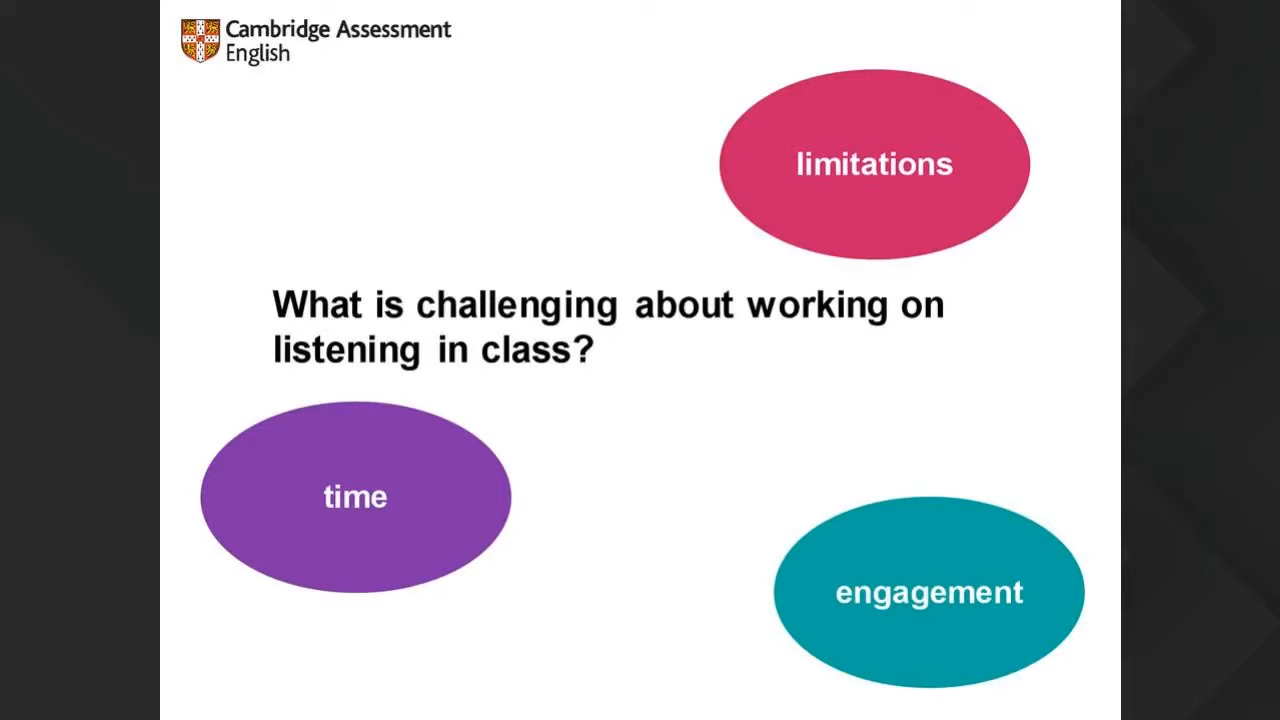 Cambridge Assessment
English
limitations
What is challenging about working on
listening in class?
time
engagement